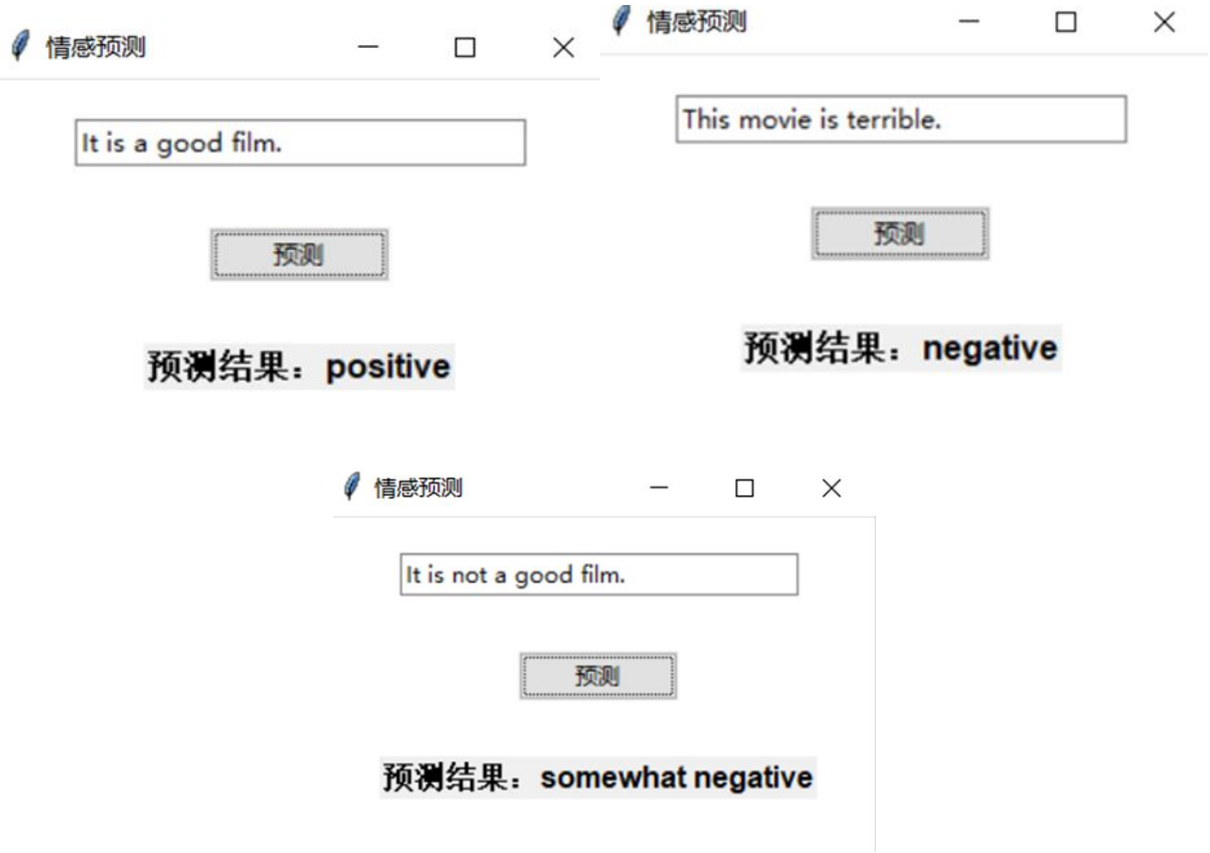 情感预测
It is a good film.
预测
预测结果：positive
情感预测
This movie is terrible.
预测
预测结果：negative
情感预测
It is not a good film.
预测
预测结果：somewhat negative